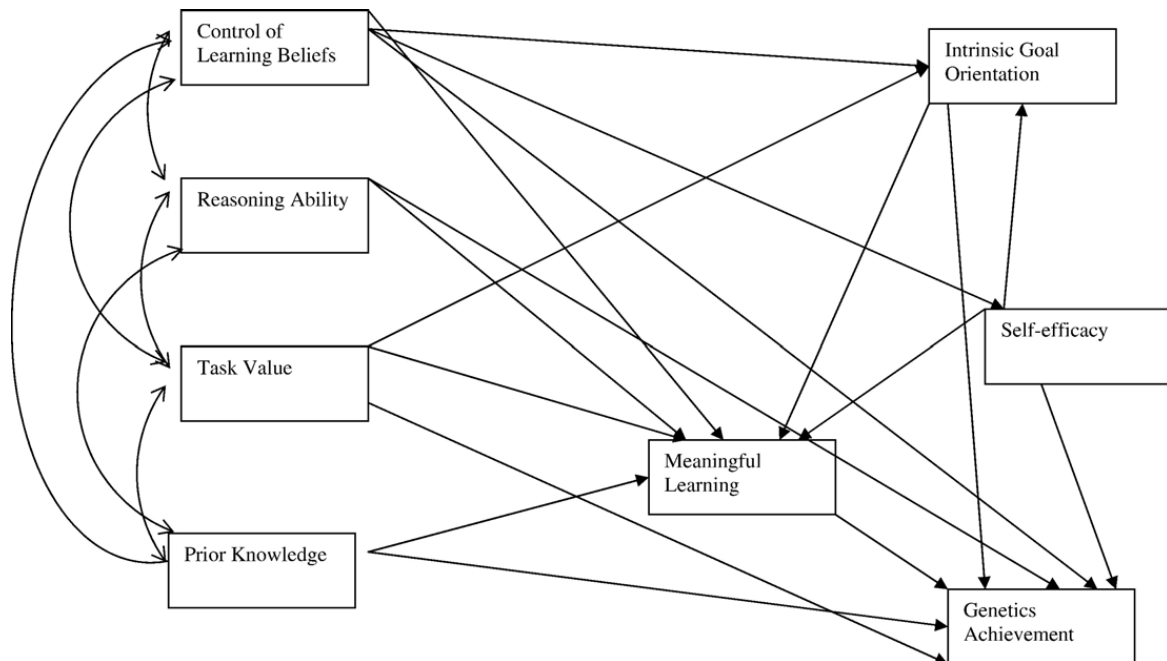 Control of
Learning Beliefs
Intrinsic Goal
Orientation
Reasoning Ability
Self-efficacy
Task Value
Meaningful
Learning
Prior Knowledge
Genetics
Achievement